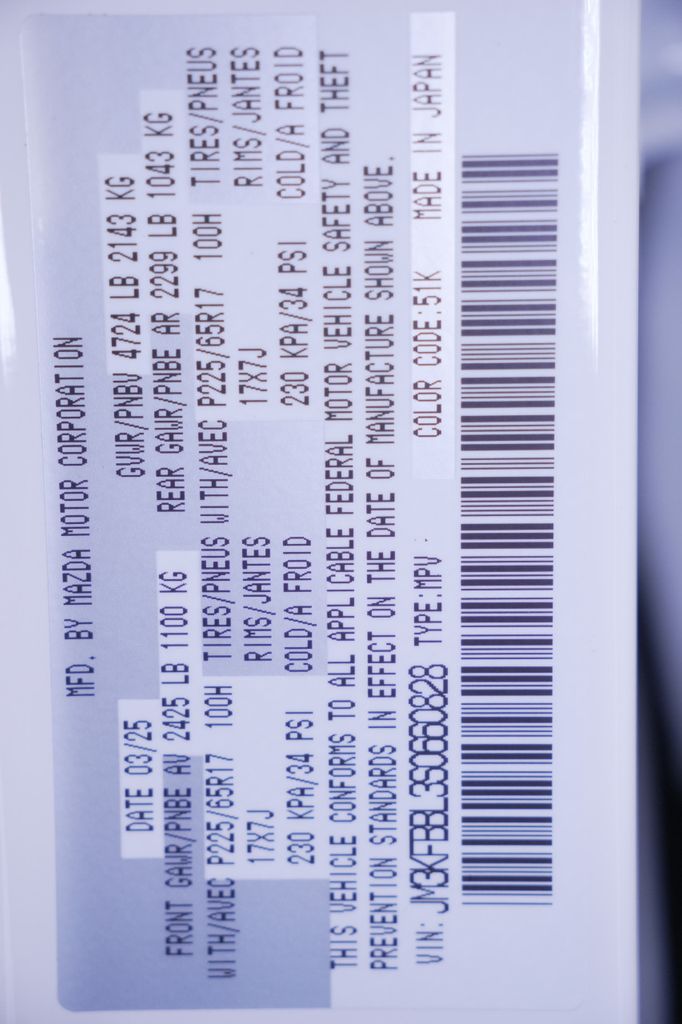 MFD. BY MAZDA MOTOR CORPORATION
DATE 03/25 GVWR/PNBV 4724 LB 2143 KG
FRONT GAWR/PNBE AV 2425 LB 1100 KG REAR GAWR/PNBE AR 2299 LB 1043 KG
WITH/AVEC P225/65R17 100H TIRES/PNEUS WITH/AVEC P225/65R17 100H TIRES/PNEUS
17X7J RIMS/JANTES 17X7J RIMS/JANTES
230 KPA/34 PSI COLD/A FROID 230 KPA/34 PSI COLD/A FROID
THIS VEHICLE CONFORMS TO ALL APPLICABLE FEDERAL MOTOR VEHICLE SAFETY AND THEFT
PREVENTION STANDARDS IN EFFECT ON THE DATE OF MANUFACTURE SHOWN ABOVE.
VIN: JM3KFBBL3S0660828 TYPE:MPV COLOR CODE:51K MADE IN JAPAN